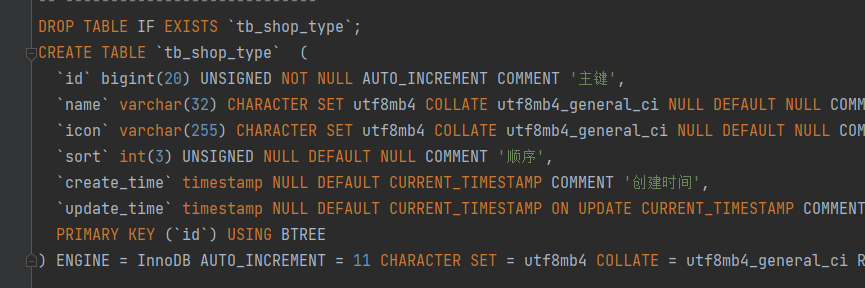 -- ----------------------------
DROP TABLE IF EXISTS `tb_shop_type`;
CREATE TABLE `tb_shop_type`  (
  `id` bigint(20) UNSIGNED NOT NULL AUTO_INCREMENT COMMENT '主键',
  `name` varchar(32) CHARACTER SET utf8mb4 COLLATE utf8mb4_general_ci NULL DEFAULT NULL COMM
  `icon` varchar(255) CHARACTER SET utf8mb4 COLLATE utf8mb4_general_ci NULL DEFAULT NULL COM
  `sort` int(3) UNSIGNED NULL DEFAULT NULL COMMENT '顺序',
  `create_time` timestamp NULL DEFAULT CURRENT_TIMESTAMP COMMENT '创建时间',
  `update_time` timestamp NULL DEFAULT CURRENT_TIMESTAMP ON UPDATE CURRENT_TIMESTAMP COMMENT
  PRIMARY KEY (`id`) USING BTREE
) ENGINE = InnoDB AUTO_INCREMENT = 11 CHARACTER SET = utf8mb4 COLLATE = utf8mb4_general_ci R